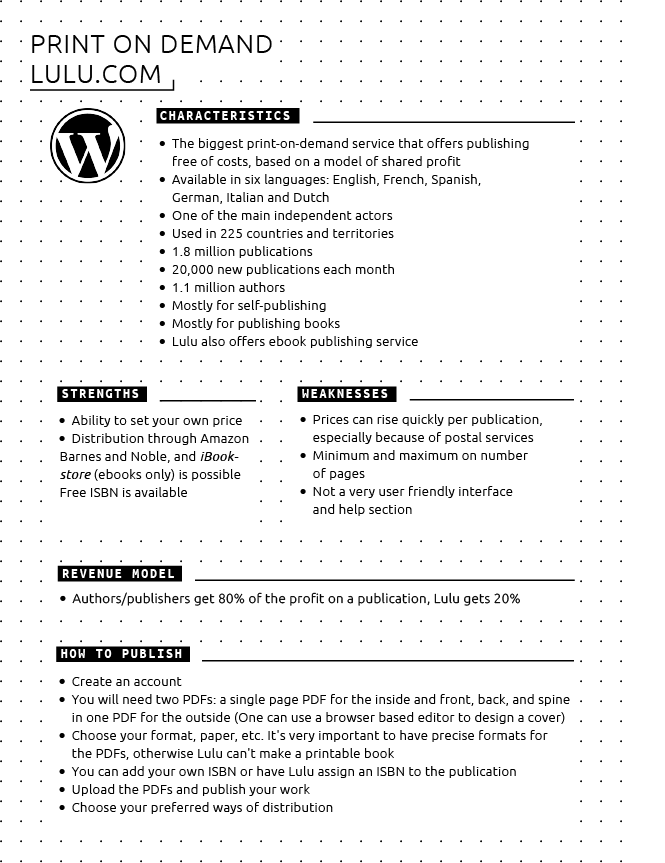 PRINT ON DEMAND
LULU.COM
W
CHARACTERISTICS
• The biggest print-on-demand service that offers publishing
free of costs, based on a model of shared profit
• Available in six languages: English, French, Spanish,
German, Italian and Dutch
• One of the main independent actors
• Used in 225 countries and territories
• 1.8 million publications
• 20,000 new publications each month
• 1.1 million authors
• Mostly for self-publishing
• Mostly for publishing books
• Lulu also offers ebook publishing service
STRENGTHS
• Ability to set your own price
• Distribution through Amazon
Barnes and Noble, and iBook-
store (ebooks only) is possible
Free ISBN is available
WEAKNESSES
• Prices can rise quickly per publication,
especially because of postal services
• Minimum and maximum on number
of pages
• Not a very user friendly interface
and help section
REVENUE MODEL
• Authors/publishers get 80% of the profit on a publication, Lulu gets 20%
HOW TO PUBLISH
• Create an account
• You will need two PDFs: a single page PDF for the inside and front, back, and spine
in one PDF for the outside (One can use a browser based editor to design a cover)
• Choose your format, paper, etc. It's very important to have precise formats for
the PDFs, otherwise Lulu can't make a printable book
• You can add your own ISBN or have Lulu assign an ISBN to the publication
• Upload the PDFs and publish your work
• Choose your preferred ways of distribution